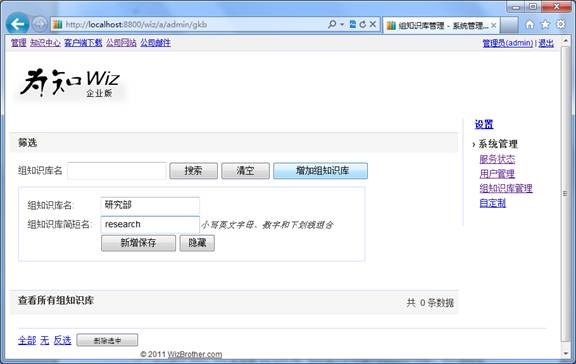 http://localhost:8800/wiz/a/admin/gkb
组知识库管理 - 系统管理...
管理 知识中心 客户端下载 公司网站 公司邮件
管理员(admin) | 退出
为知Wiz
企业版
设置
筛选
› 系统管理
服务状态
组知识库名 搜索 清空 增加组知识库
用户管理
组知识库管理
自定制
组知识库名: 研究部
组知识库简短名: research 小写英文字母、数字和下划线组合
新增保存 隐藏
查看所有组知识库 共 0 条数据
全部 无 反选 删除选中
© 2011 WizBrother.com